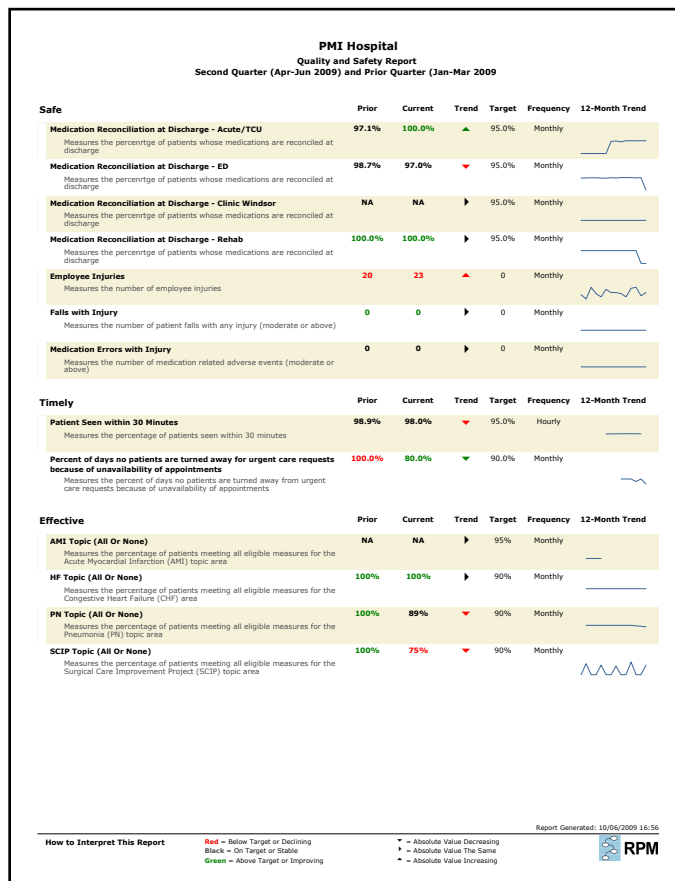 PMI Hospital
Quality and Safety Report
Second Quarter (Apr-Jun 2009) and Prior Quarter (Jan-Mar 2009
Safe Prior Current Trend Target Frequency 12-Month Trend
Medication Reconciliation at Discharge - Acute/TCU 97.1% 100.0% 95.0% Monthly
Measures the percenrtge of patients whose medications are reconciled at
discharge
Medication Reconciliation at Discharge - ED 98.7% 97.0% 95.0% Monthly
Measures the percenrtge of patients whose medications are reconciled at
discharge
Medication Reconciliation at Discharge - Clinic Windsor NA NA 95.0% Monthly
Measures the percenrtge of patients whose medications are reconciled at
discharge
Medication Reconciliation at Discharge - Rehab 100.0% 100.0% 95.0% Monthly
Measures the percenrtge of patients whose medications are reconciled at
discharge
Employee Injuries 20 23 0 Monthly
Measures the number of employee injuries
Falls with Injury 0 0 0 Monthly
Measures the number of patient falls with any injury (moderate or above)
Medication Errors with Injury 0 0 0 Monthly
Measures the number of medication related adverse events (moderate or
above)
Timely Prior Current Trend Target Frequency 12-Month Trend
Patient Seen within 30 Minutes 98.9% 98.0% 95.0% Hourly
Measures the percentage of patients seen within 30 minutes
Percent of days no patients are turned away for urgent care requests 100.0% 80.0% 90.0% Monthly
because of unavailability of appointments
Measures the percent of days no patients are turned away from urgent
care requests because of unavailability of appointments
Effective Prior Current Trend Target Frequency 12-Month Trend
AMI Topic (All Or None) NA NA 95% Monthly
Measures the percentage of patients meeting all eligible measures for the
Acute Myocardial Infarction (AMI) topic area
HF Topic (All Or None) 100% 100% 90% Monthly
Measures the percentage of patients meeting all eligible measures for the
Congestive Heart Failure (CHF) area
PN Topic (All Or None) 100% 89% 90% Monthly
Measures the percentage of patients meeting all eligible measures for the
Pneumonia (PN) topic area
SCIP Topic (All Or None) 100% 75% 90% Monthly
Measures the percentage of patients meeting all eligible measures for the
Surgical Care Improvement Project (SCIP) topic area
Report Generated: 10/06/2009 16:56
How to Interpret This Report Red = Below Target or Declining = Absolute Value Decreasing
Black = On Target or Stable = Absolute Value The Same
Green = Above Target or Improving = Absolute Value Increasing
RPM